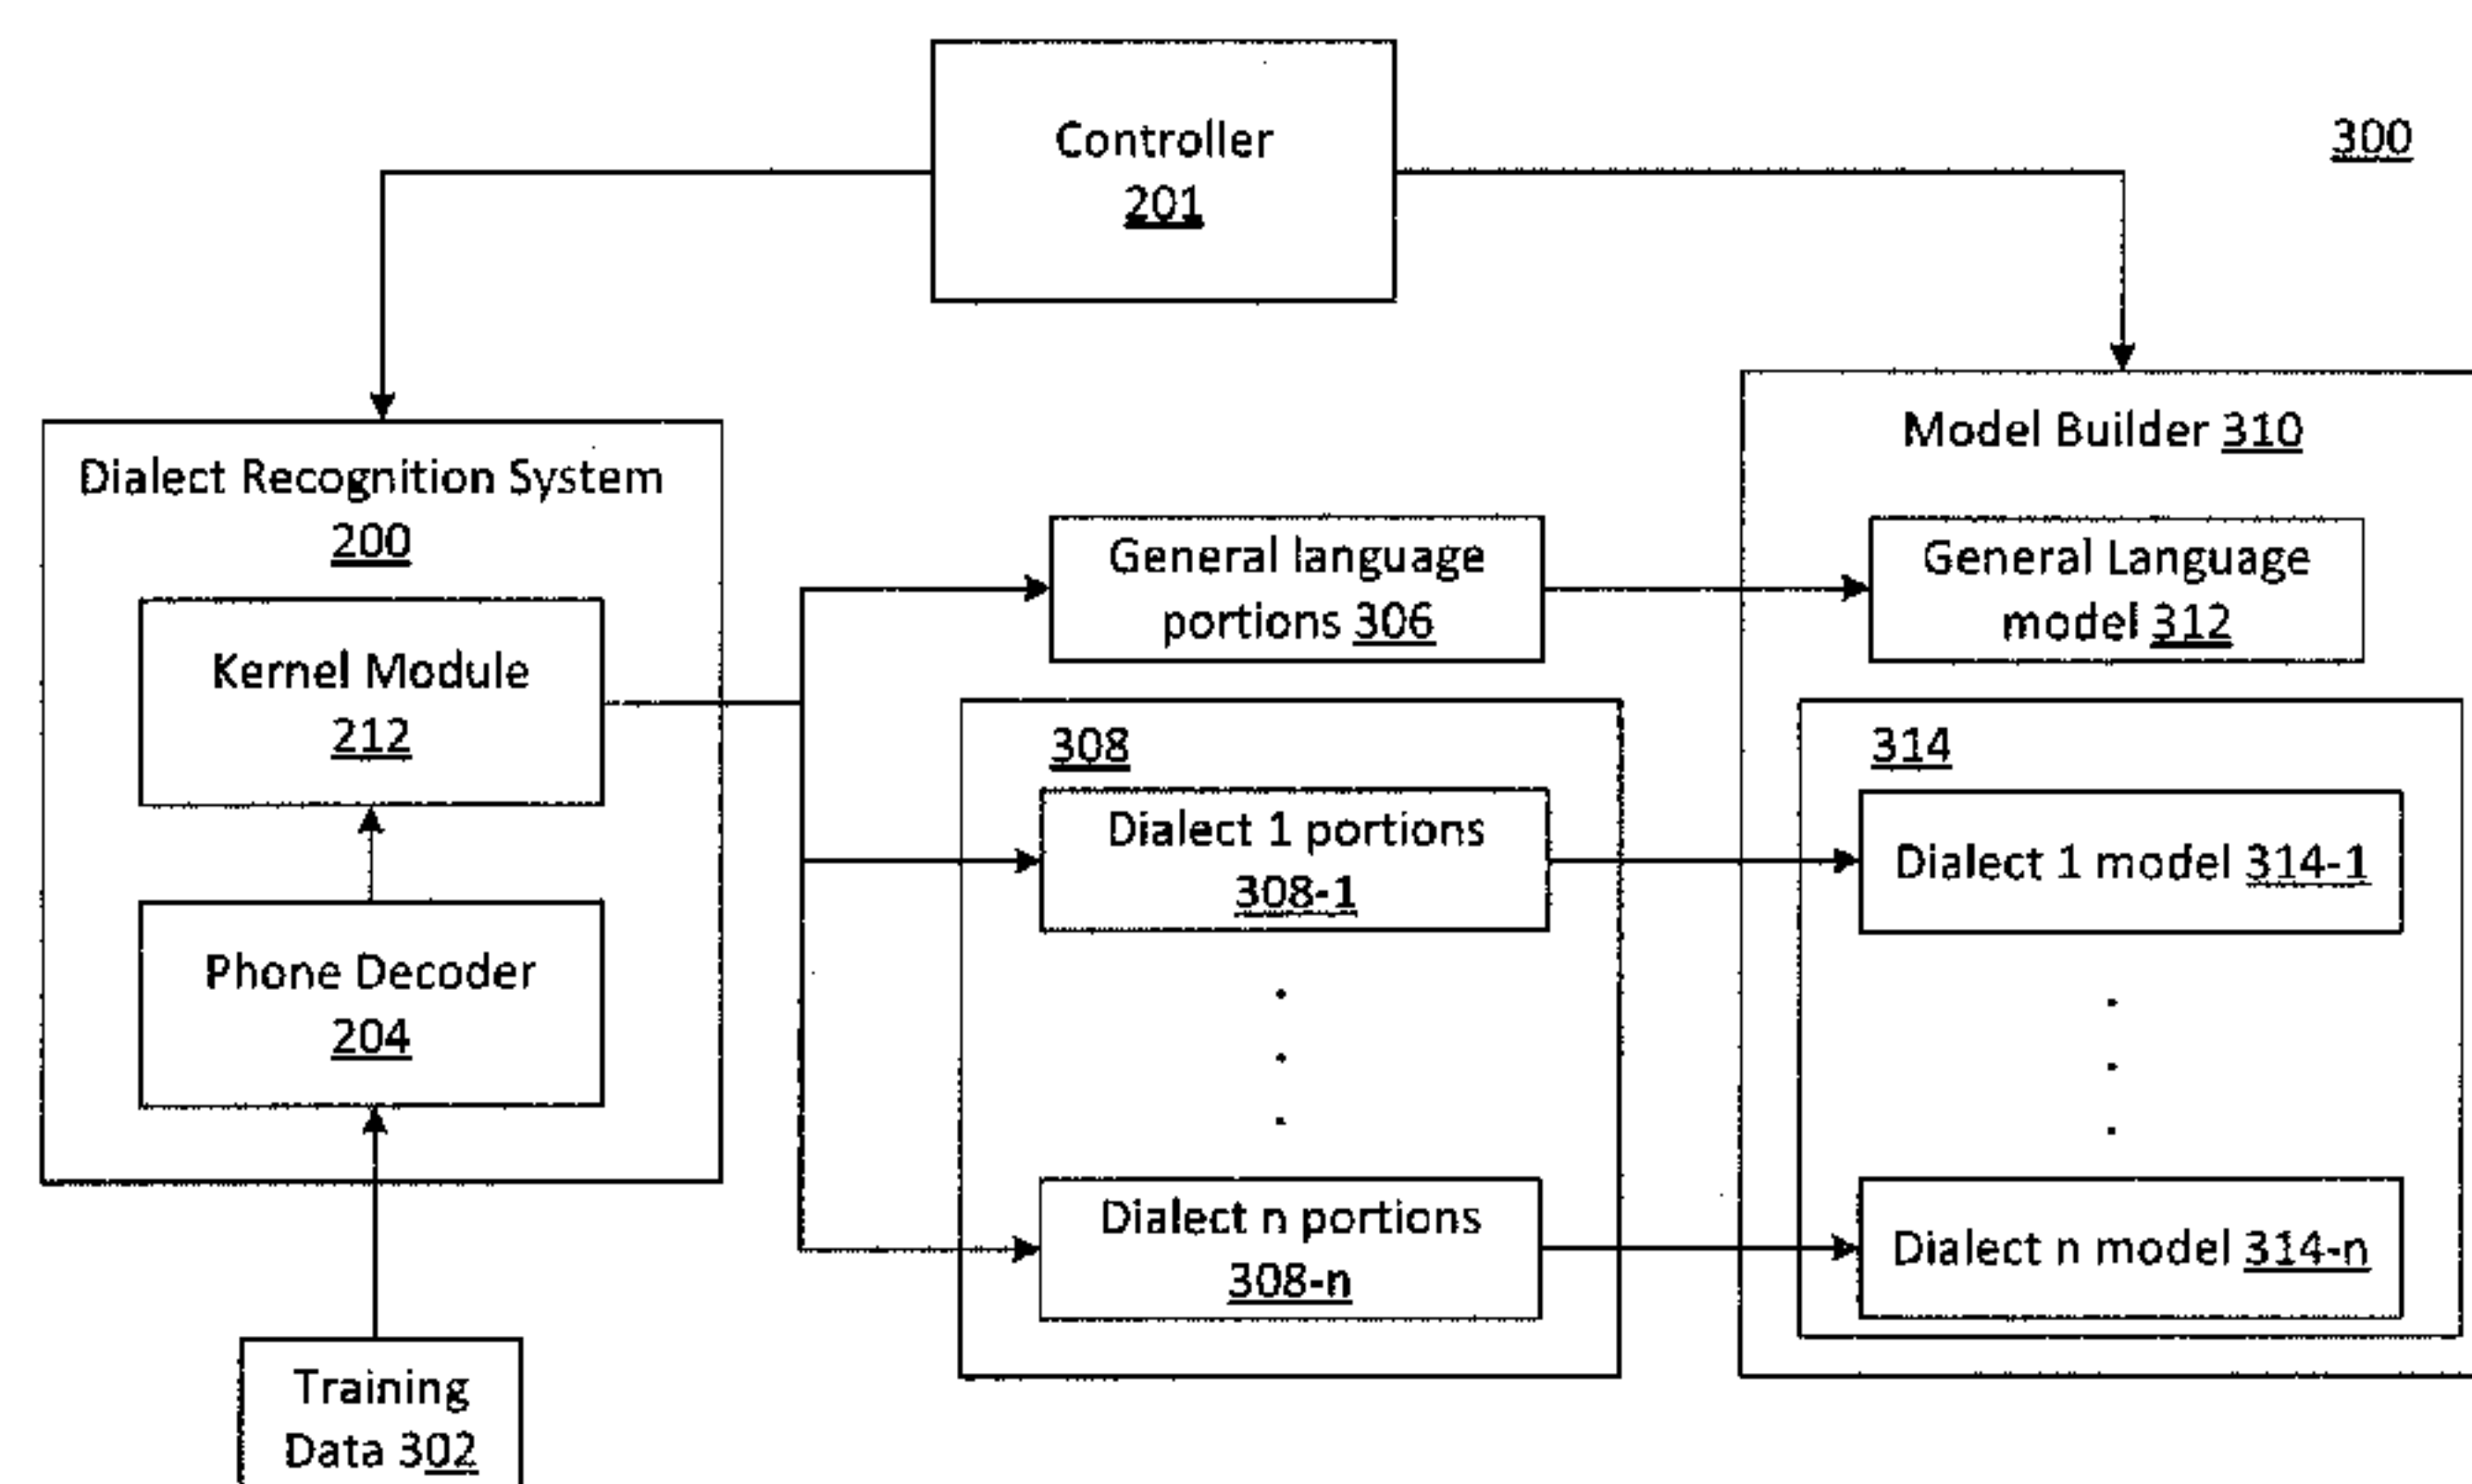 Controller
201
300
Dialect Recognition System
200
Kernel Module
212
Phone Decoder
204
Training
Data 302
General language
portions 306
308
Dialect 1 portions
308-1
Dialect n portions
308-n
Model Builder 310
General Language
model 312
314
Dialect 1 model 314-1
Dialect n model 314-n